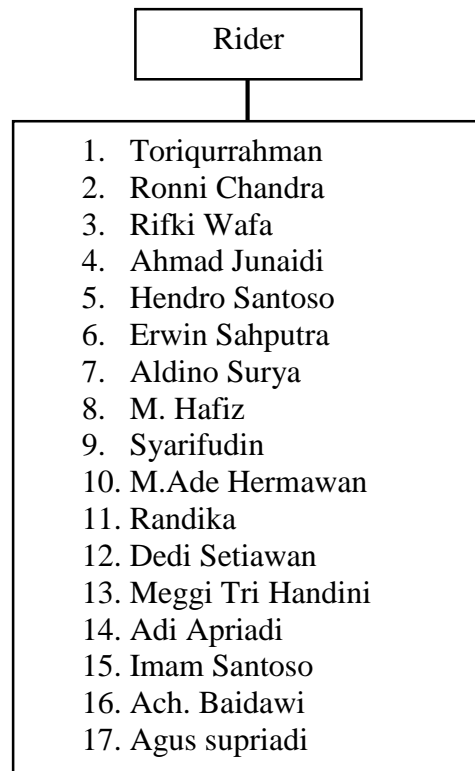 Rider
1. Toriqurrahman
2. Ronni Chandra
3. Rifki Wafa
4. Ahmad Junaidi
5. Hendro Santoso
6. Erwin Sahputra
7. Aldino Surya
8. M. Hafiz
9. Syarifudin
10. M.Ade Hermawan
11. Randika
12. Dedi Setiawan
13. Meggi Tri Handini
14. Adi Apriadi
15. Imam Santoso
16. Ach. Baidawi
17. Agus supriadi